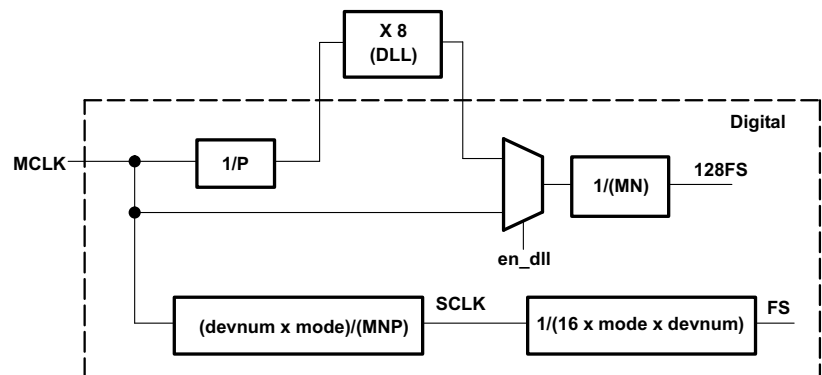 X 8
(DLL)
Digital
MCLK
1/P
1/(MN)
128FS
en_dll
(devnum x mode)/(MNP)
SCLK
1/(16 x mode x devnum)
FS